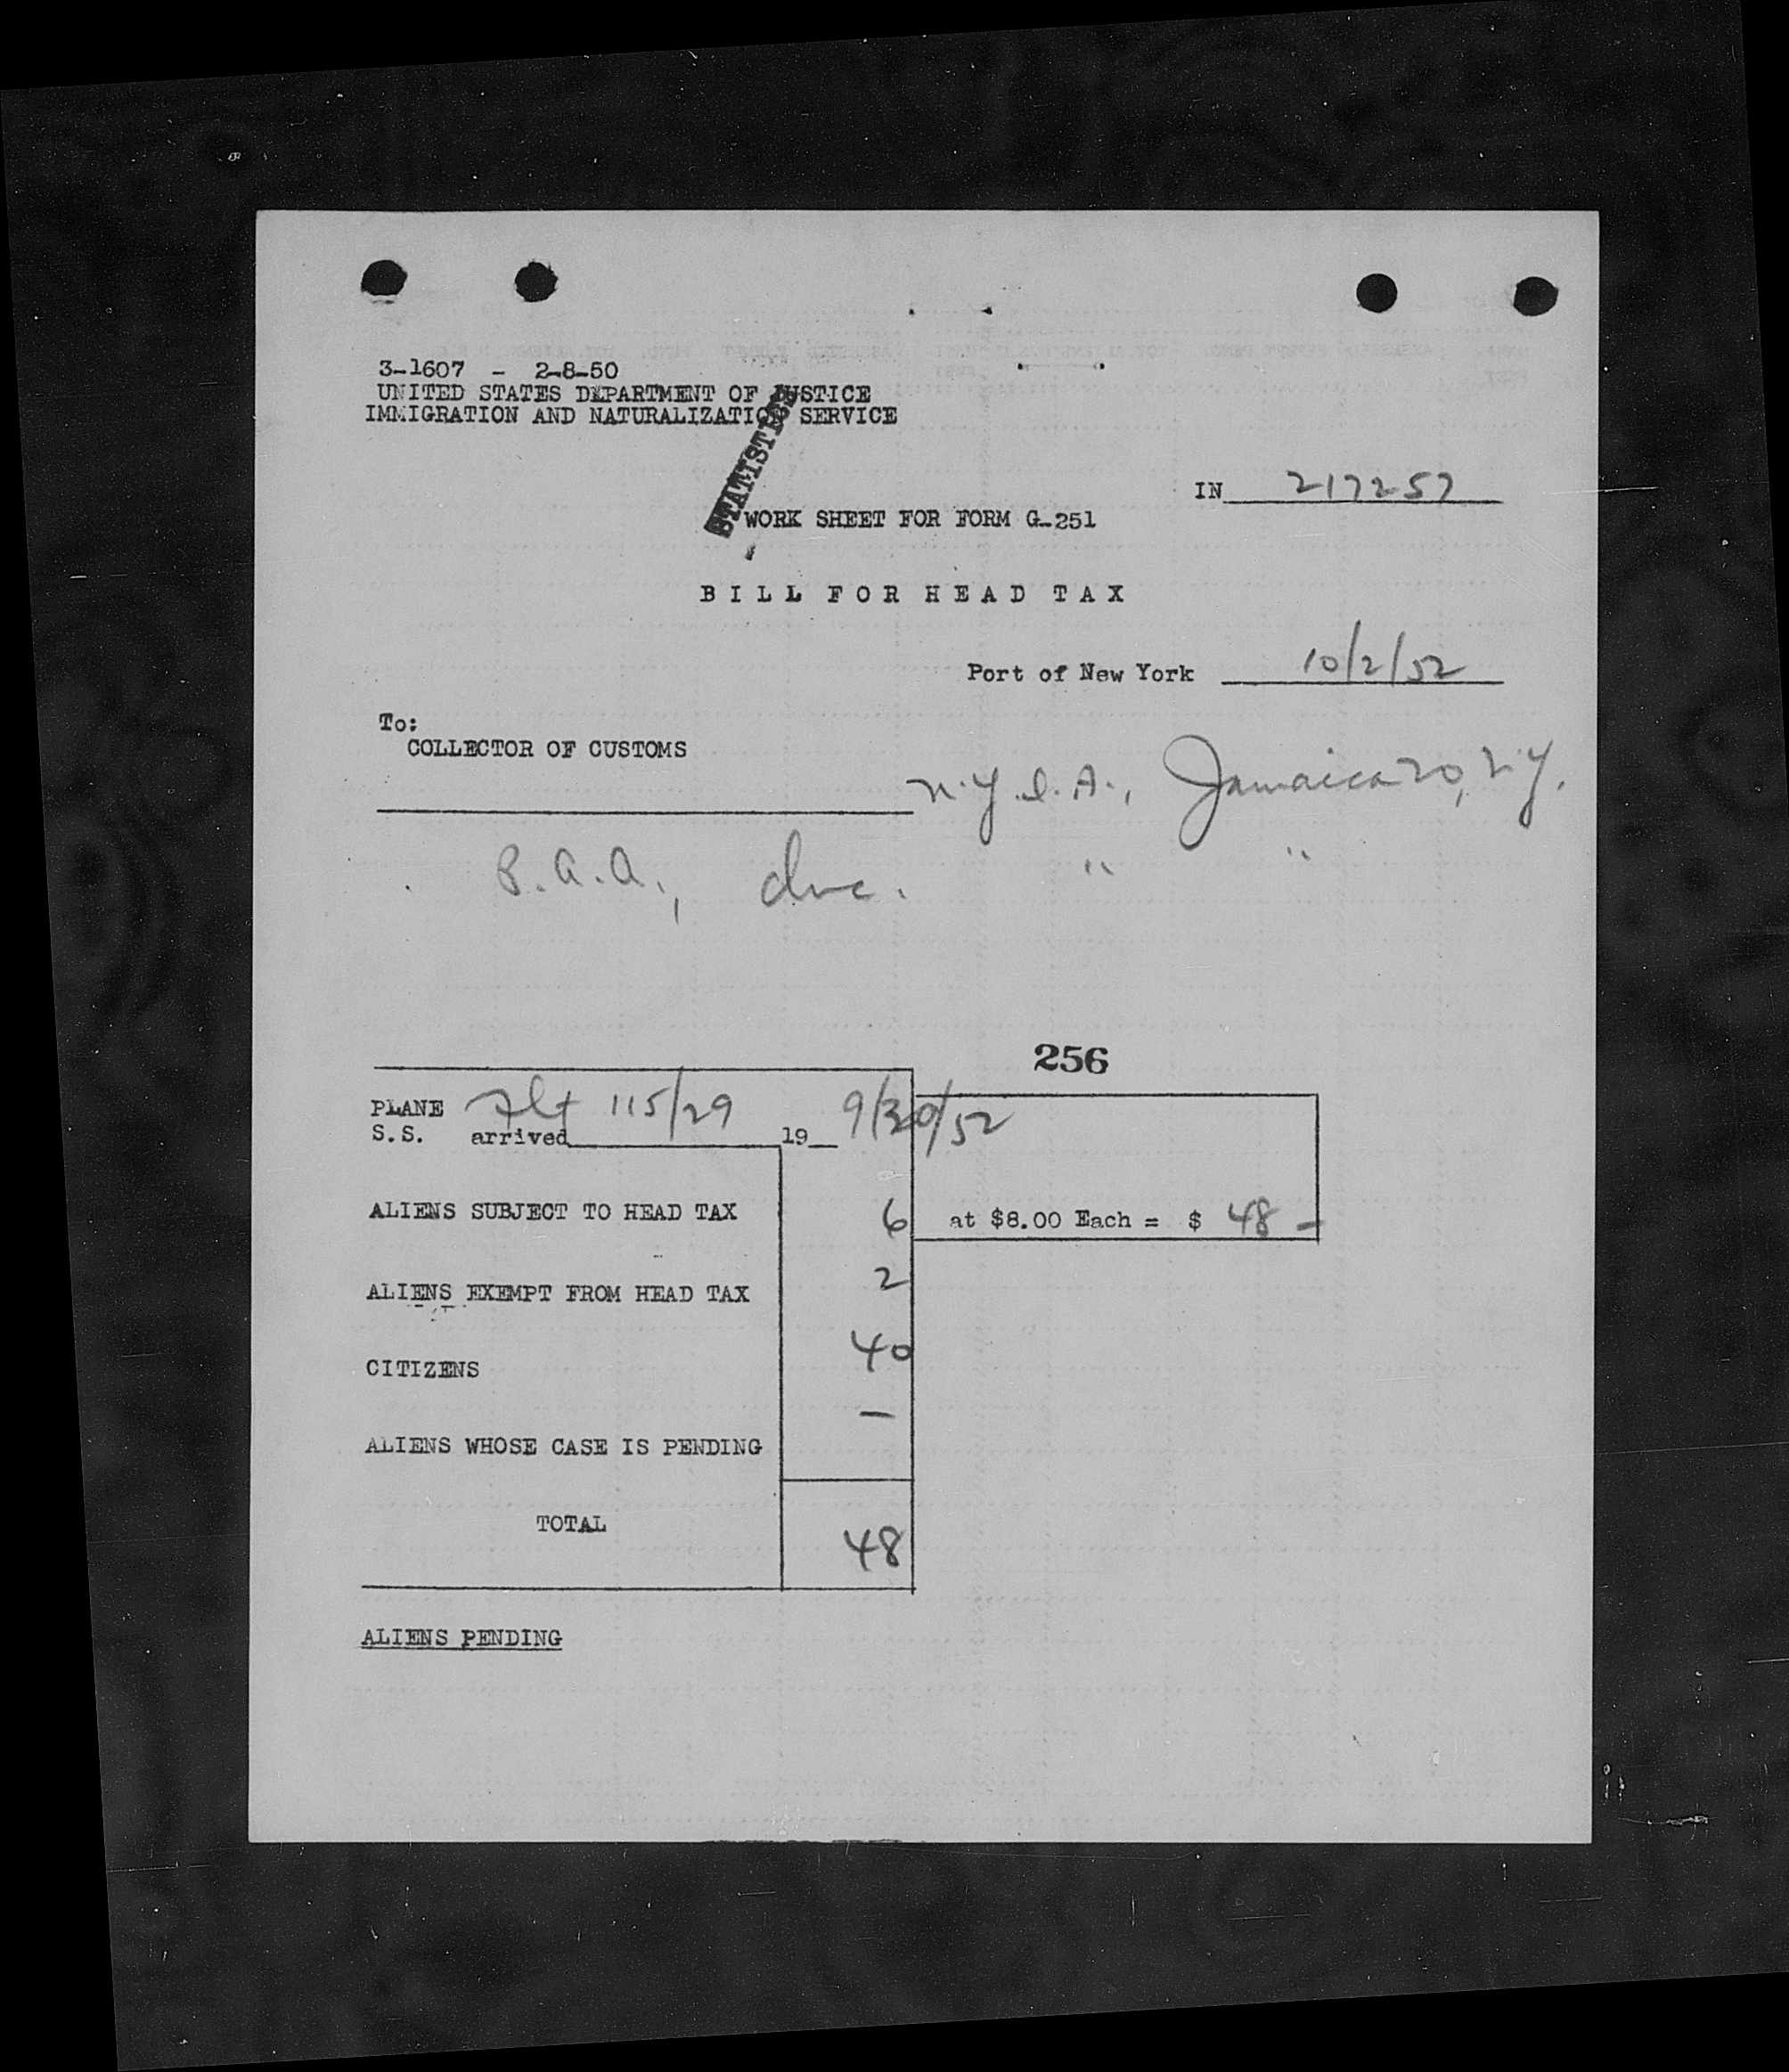 3-1607 - 2-8-50
UNITED STATES DEPARTMENT OF JUSTICE
IMMIGRATION AND NATURALIZATION SERVICE
STATISTICS
IN 217257
WORK SHEET FOR FORM G-251
BILL FOR HEAD TAX
Port of New York 10/2/52
To:
COLLECTOR OF CUSTOMS
N.Y.I.A., Jamaica 20, N.Y.
P.A.A., Inc. " "
256
PLANE Flt 115/29 9/30/52
S.S. arrived 19
ALIENS SUBJECT TO HEAD TAX 6 at $8.00 Each = $ 48 -
ALIENS EXEMPT FROM HEAD TAX 2
CITIZENS 40
ALIENS WHOSE CASE IS PENDING -
TOTAL 48
ALIENS PENDING